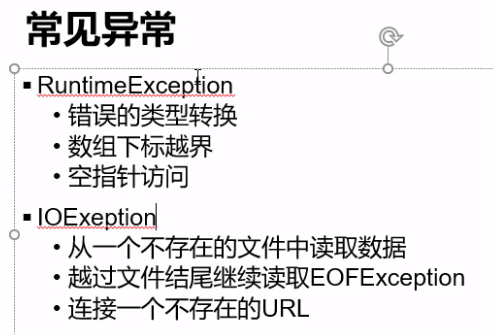 常见异常
▪ RuntimeException
• 错误的类型转换
• 数组下标越界
• 空指针访问
▪ IOExeption
• 从一个不存在的文件中读取数据
• 越过文件结尾继续读取EOFException
• 连接一个不存在的URL